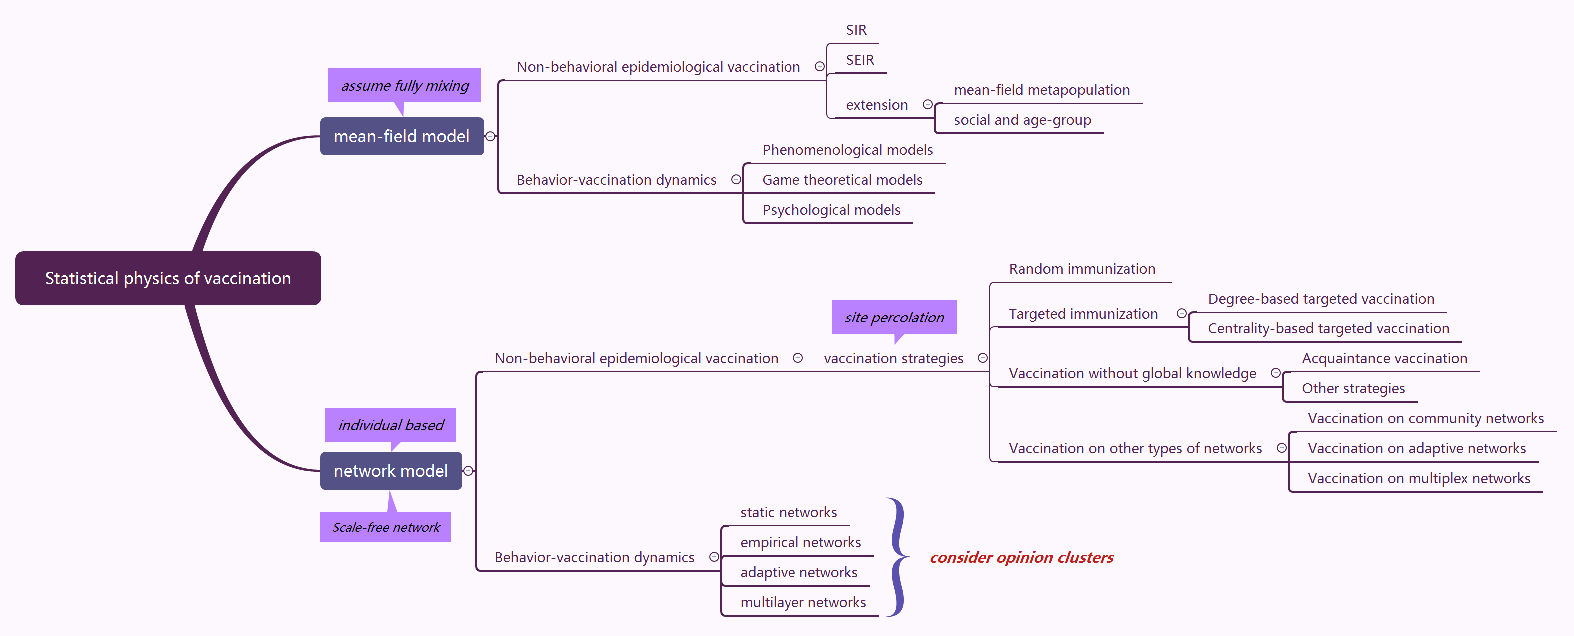 Statistical physics of vaccination
assume fully mixing
mean-field model
Non-behavioral epidemiological vaccination
SIR
SEIR
extension
mean-field metapopulation
social and age-group
Behavior-vaccination dynamics
Phenomenological models
Game theoretical models
Psychological models
individual based
network model
Scale-free network
Non-behavioral epidemiological vaccination
site percolation
vaccination strategies
Random immunization
Targeted immunization
Degree-based targeted vaccination
Centrality-based targeted vaccination
Vaccination without global knowledge
Acquaintance vaccination
Other strategies
Vaccination on other types of networks
Vaccination on community networks
Vaccination on adaptive networks
Vaccination on multiplex networks
Behavior-vaccination dynamics
static networks
empirical networks
adaptive networks
multilayer networks
consider opinion clusters